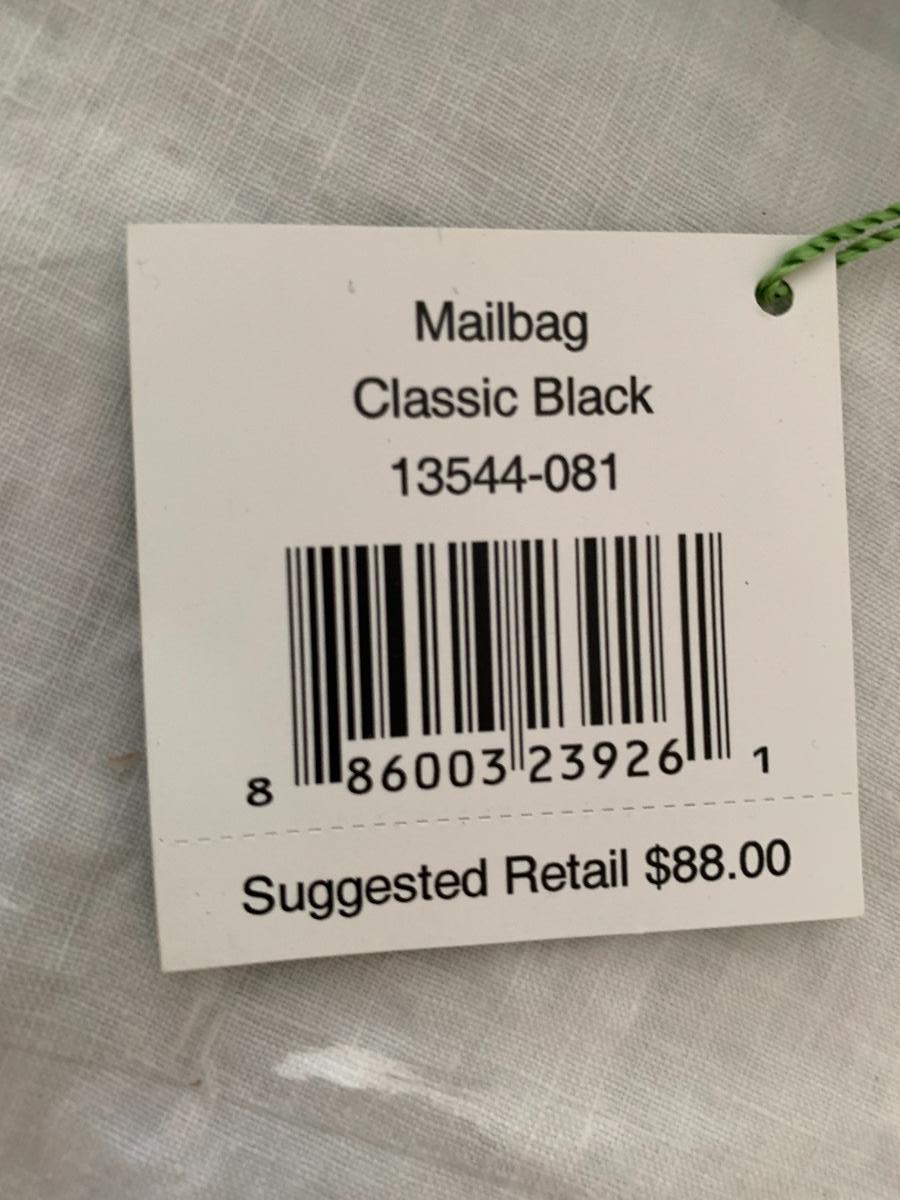 Mailbag
Classic Black
13544-081
8 86003 23926 1
Suggested Retail $88.00